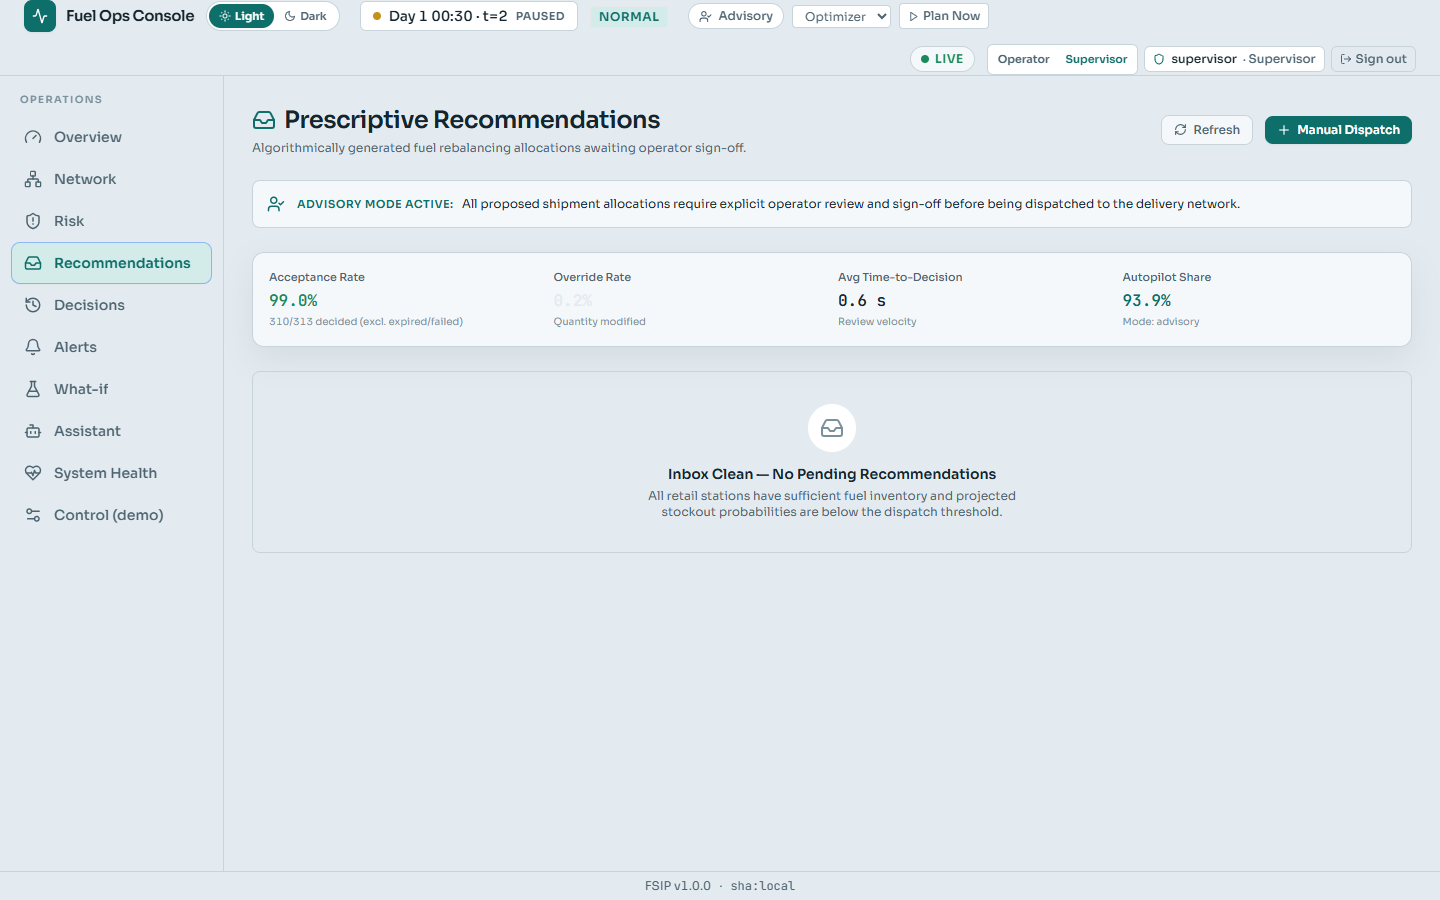 Fuel Ops Console
Light
Dark
Day 1 00:30 · t=2 PAUSED
NORMAL
Advisory
Optimizer
Plan Now
LIVE
Operator
Supervisor
supervisor · Supervisor
Sign out
OPERATIONS
Overview
Network
Risk
Recommendations
Decisions
Alerts
What-if
Assistant
System Health
Control (demo)
Prescriptive Recommendations
Algorithmically generated fuel rebalancing allocations awaiting operator sign-off.
Refresh
Manual Dispatch
ADVISORY MODE ACTIVE: All proposed shipment allocations require explicit operator review and sign-off before being dispatched to the delivery network.
Acceptance Rate
99.0%
310/313 decided (excl. expired/failed)
Override Rate
0.2%
Quantity modified
Avg Time-to-Decision
0.6 s
Review velocity
Autopilot Share
93.9%
Mode: advisory
Inbox Clean — No Pending Recommendations
All retail stations have sufficient fuel inventory and projected
stockout probabilities are below the dispatch threshold.
FSIP v1.0.0 · sha:local